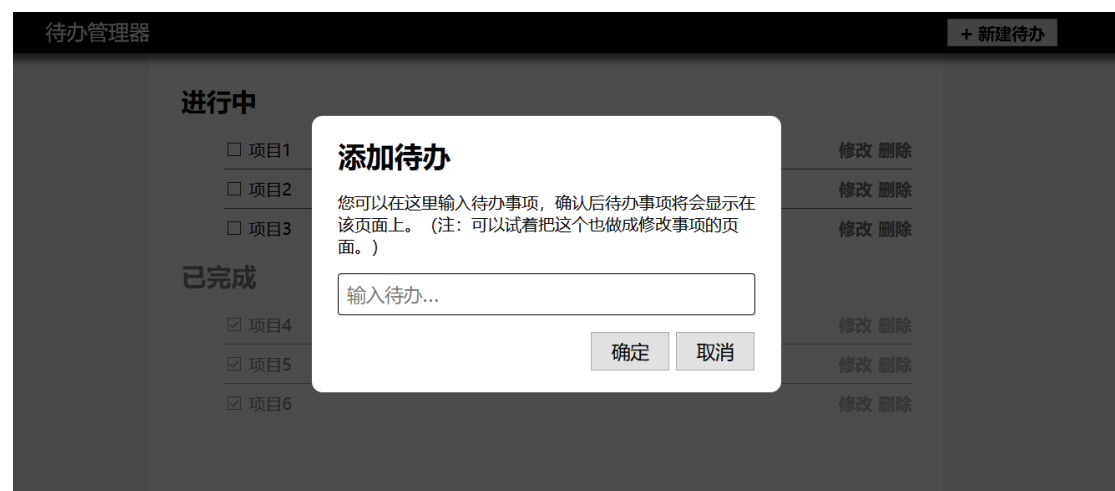 待办管理器
+ 新建待办
进行中
项目1
修改 删除
项目2
修改 删除
项目3
修改 删除
已完成
项目4
修改 删除
项目5
修改 删除
项目6
修改 删除
添加待办
您可以在这里输入待办事项，确认后待办事项将会显示在
该页面上。（注：可以试着把这个也做成修改事项的页
面。）
输入待办...
确定
取消